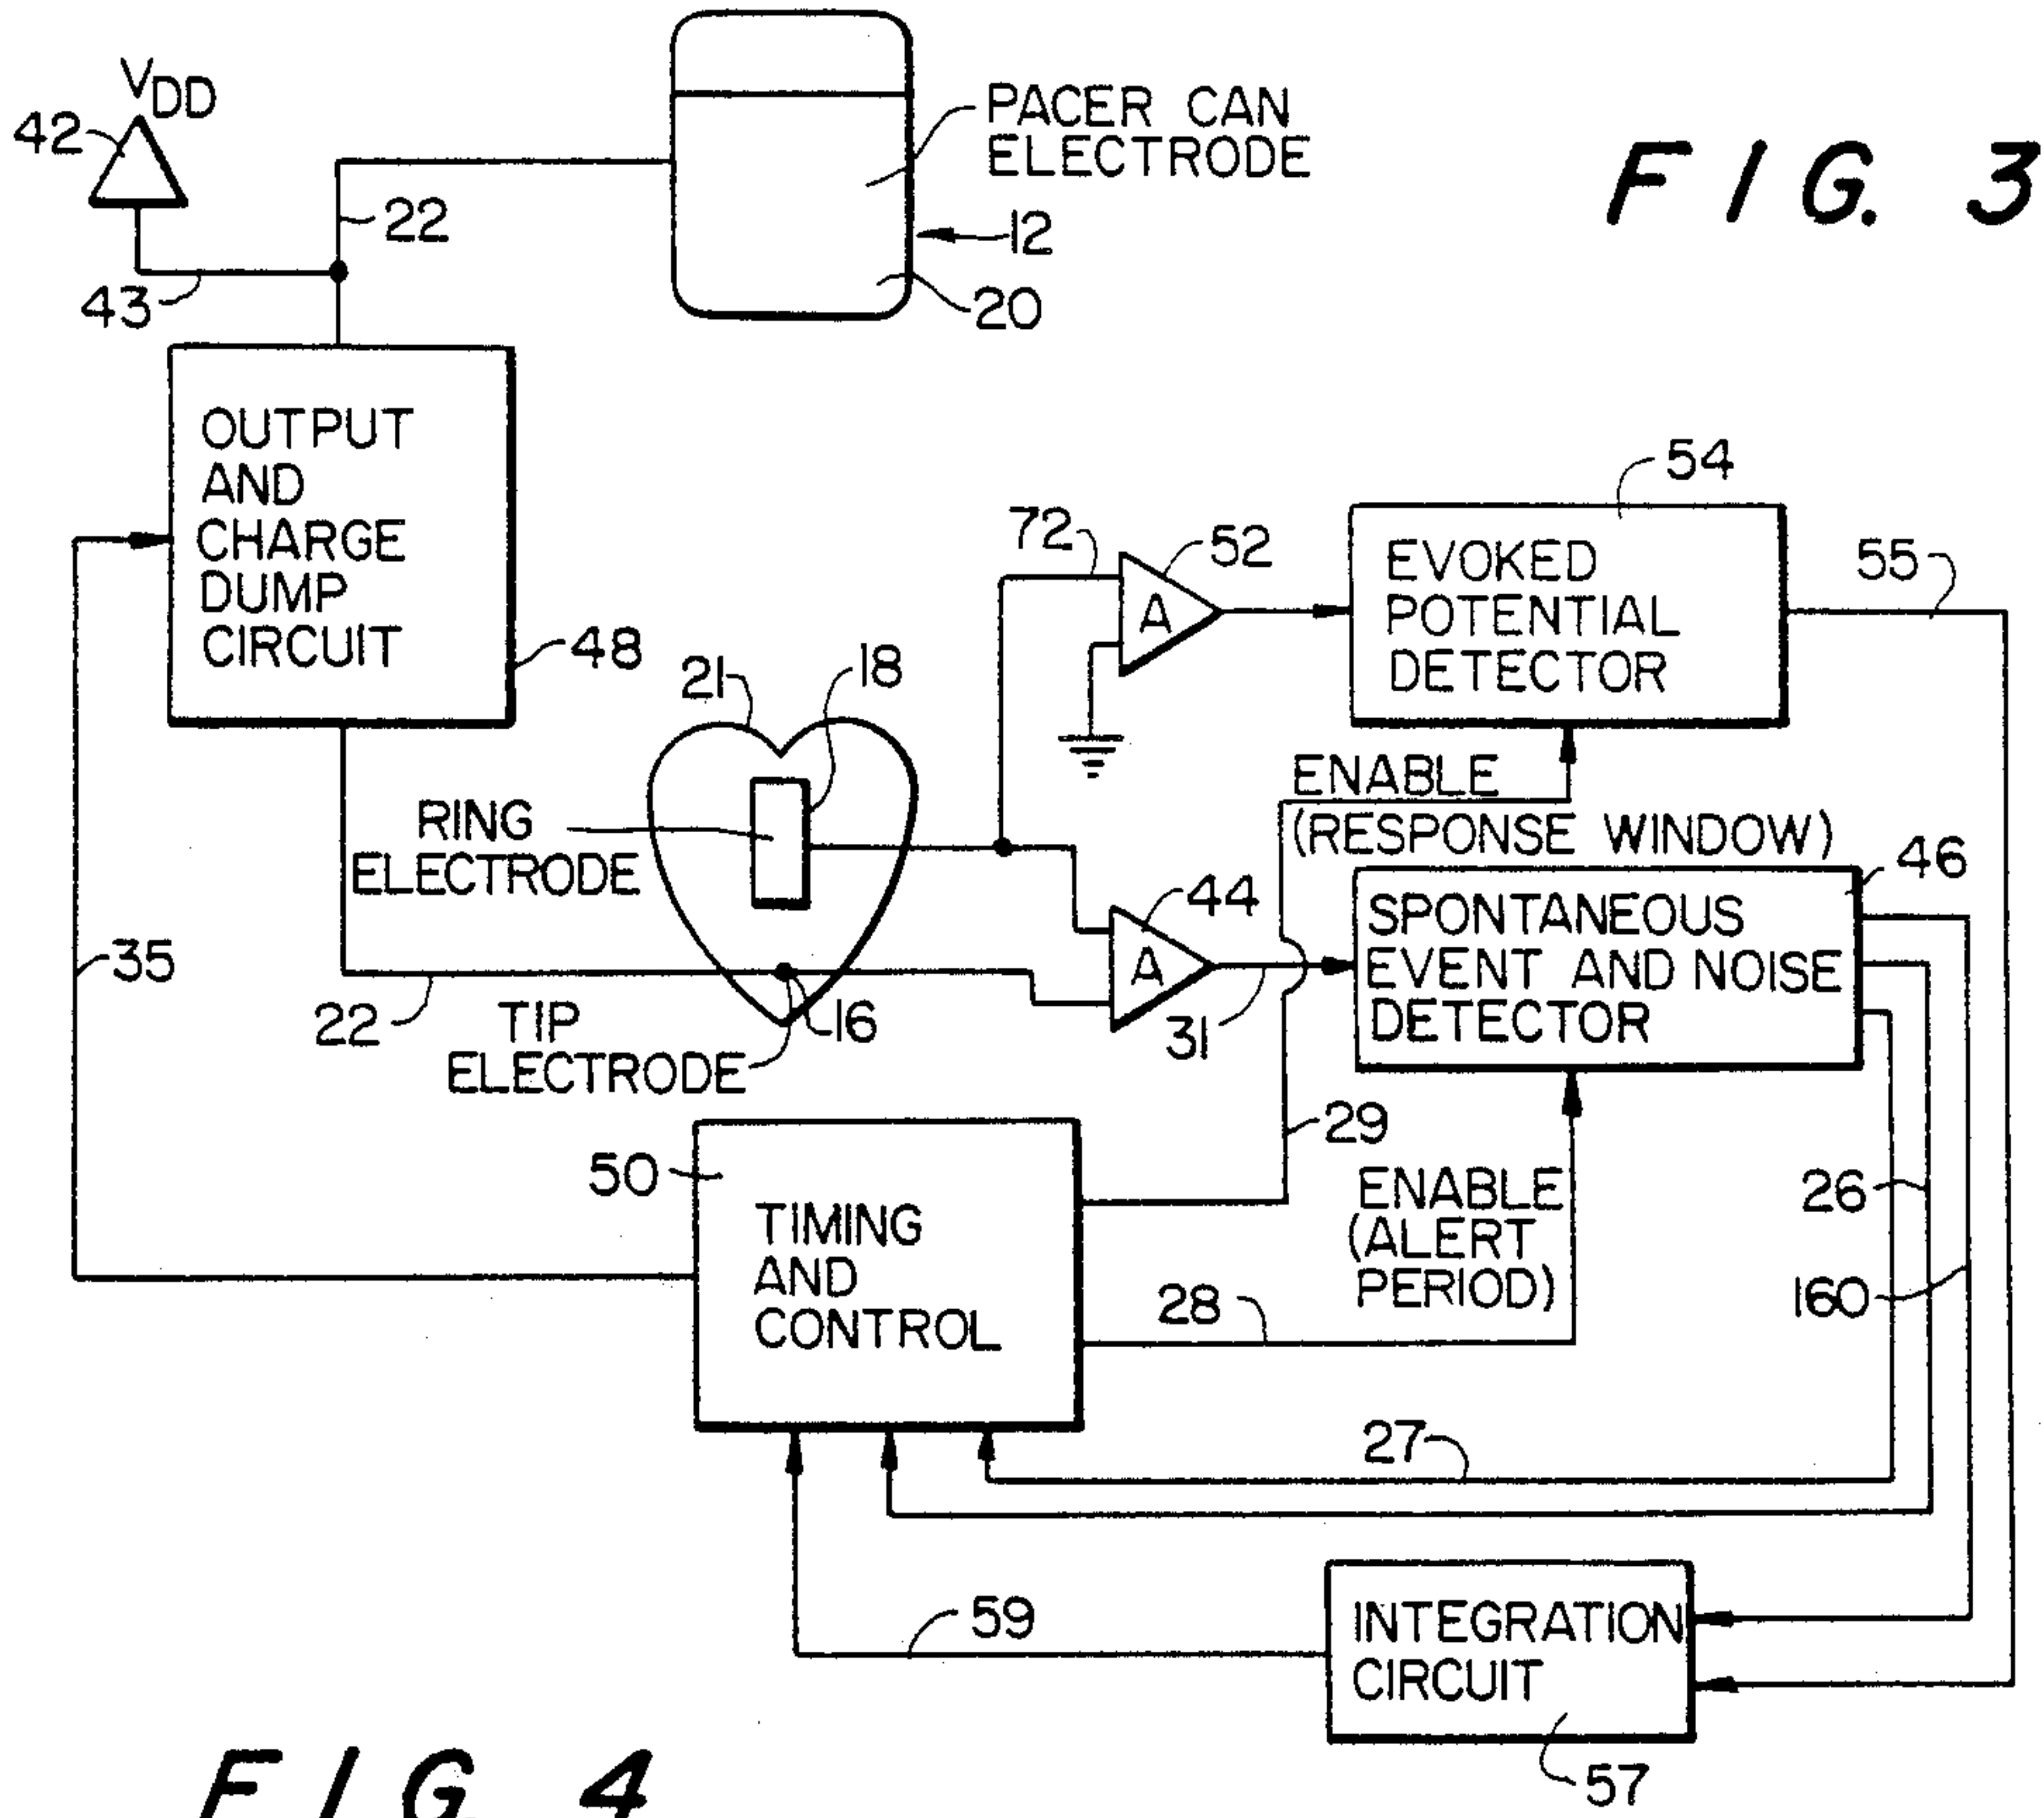 V_DD
42
PACER CAN
ELECTRODE
FIG. 3
22
12
43
20
OUTPUT
AND
CHARGE
DUMP
CIRCUIT
48
54
72
52
A
EVOKED
POTENTIAL
DETECTOR
55
21
18
ENABLE
(RESPONSE WINDOW)
RING
ELECTRODE
46
44
A
SPONTANEOUS
EVENT AND NOISE
DETECTOR
35
22
TIP
ELECTRODE
16
31
29
50
TIMING
AND
CONTROL
ENABLE
(ALERT
PERIOD)
26
28
160
27
59
INTEGRATION
CIRCUIT
57
FIG. 4